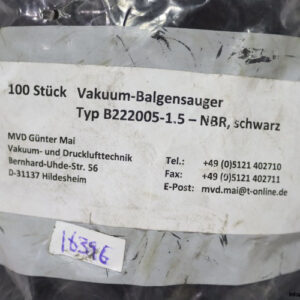 100 Stück Vakuum-Balgensauger
Typ B222005-1.5 – NBR, schwarz
MVD Günter Mai
Vakuum- und Drucklufttechnik
Bernhard-Uhde-Str. 56
D-31137 Hildesheim
Tel.: +49 (0)5121 402710
Fax: +49 (0)5121 402711
E-Post: mvd.mai@t-online.de
16396